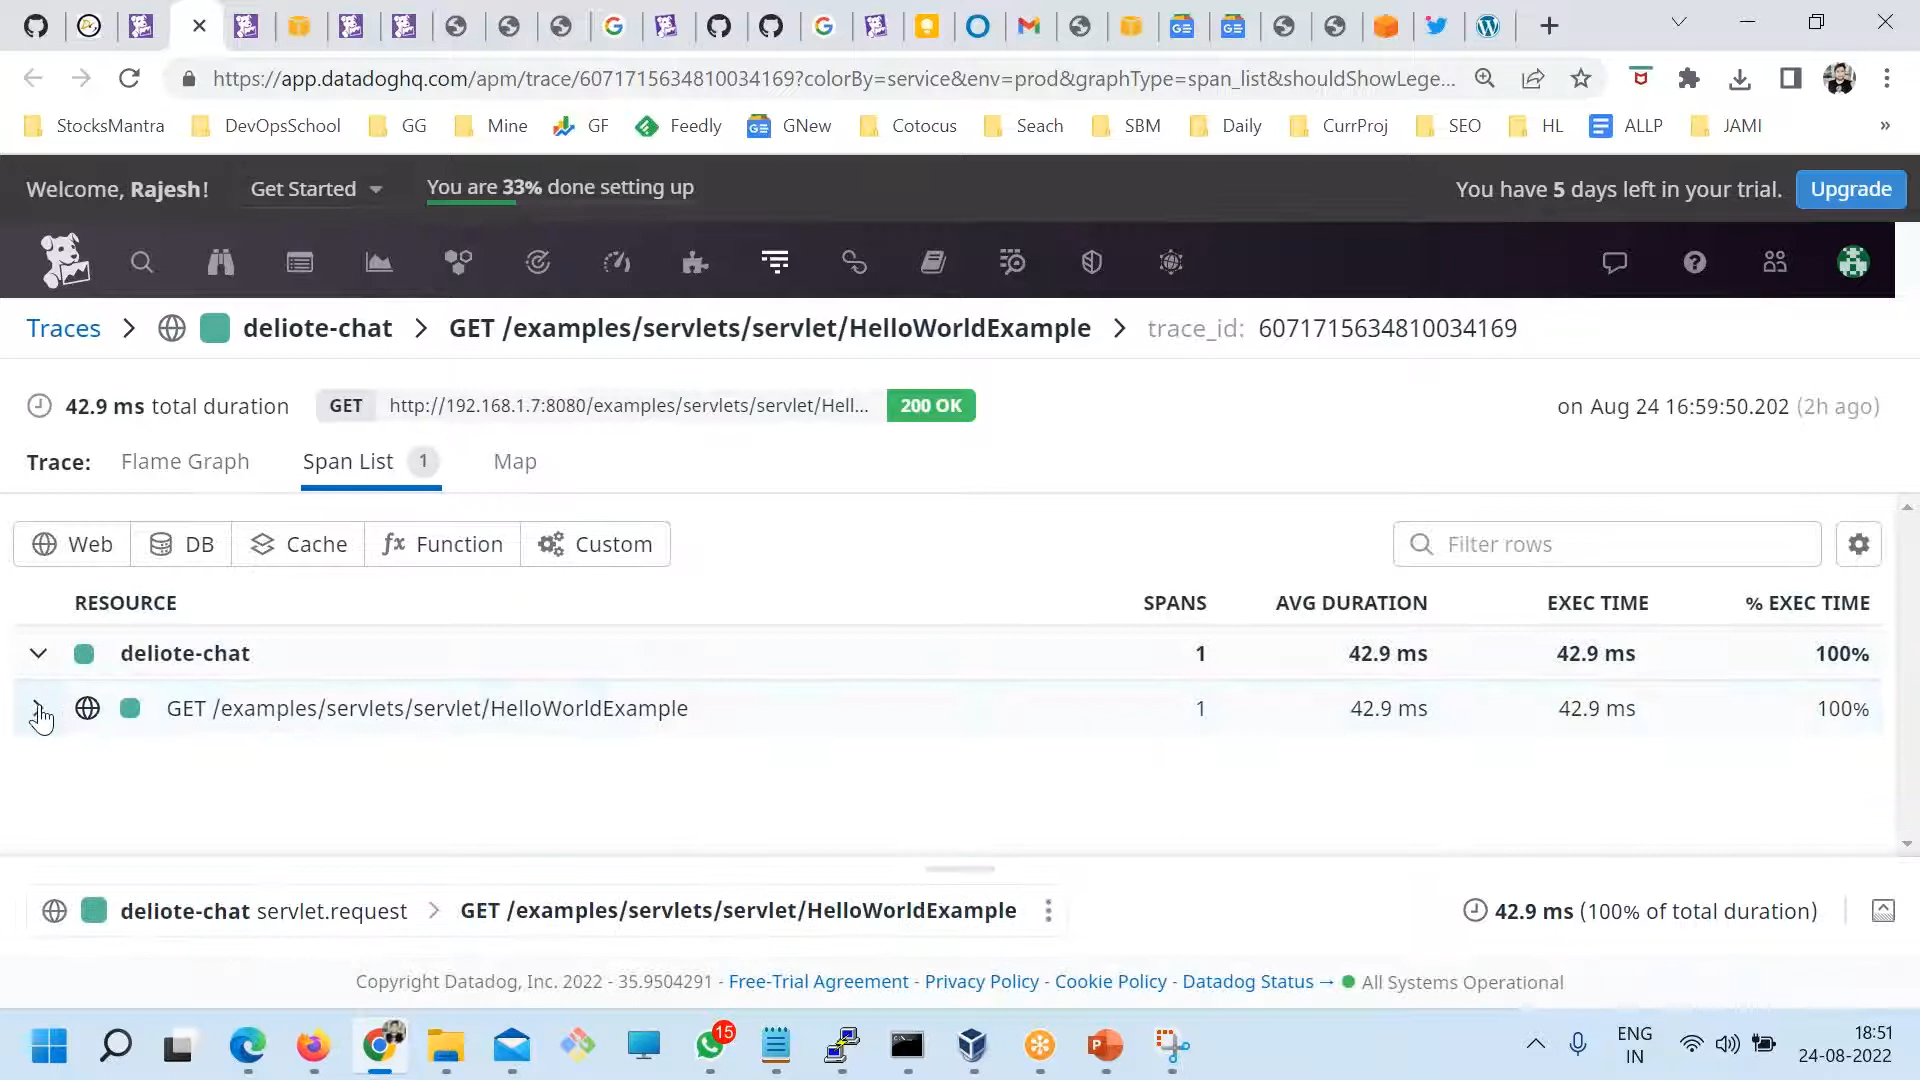 https://app.datadoghq.com/apm/trace/6071715634810034169?colorBy=service&env=prod&graphType=span_list&shouldShowLege...
StocksMantra DevOpsSchool GG Mine GF Feedly GNew Cotocus Seach SBM Daily CurrProj SEO HL ALLP JAMI »
Welcome, Rajesh! Get Started You are 33% done setting up You have 5 days left in your trial. Upgrade
Traces > deliote-chat > GET /examples/servlets/servlet/HelloWorldExample > trace_id: 6071715634810034169
42.9 ms total duration GET http://192.168.1.7:8080/examples/servlets/servlet/Hell... 200 OK on Aug 24 16:59:50.202 (2h ago)
Trace: Flame Graph Span List 1 Map
Web DB Cache fx Function Custom Filter rows
RESOURCE SPANS AVG DURATION EXEC TIME % EXEC TIME
deliote-chat 1 42.9 ms 42.9 ms 100%
GET /examples/servlets/servlet/HelloWorldExample 1 42.9 ms 42.9 ms 100%
deliote-chat servlet.request > GET /examples/servlets/servlet/HelloWorldExample 42.9 ms (100% of total duration)
Copyright Datadog, Inc. 2022 - 35.9504291 - Free-Trial Agreement - Privacy Policy - Cookie Policy - Datadog Status → All Systems Operational
15 ENG 18:51
IN 24-08-2022